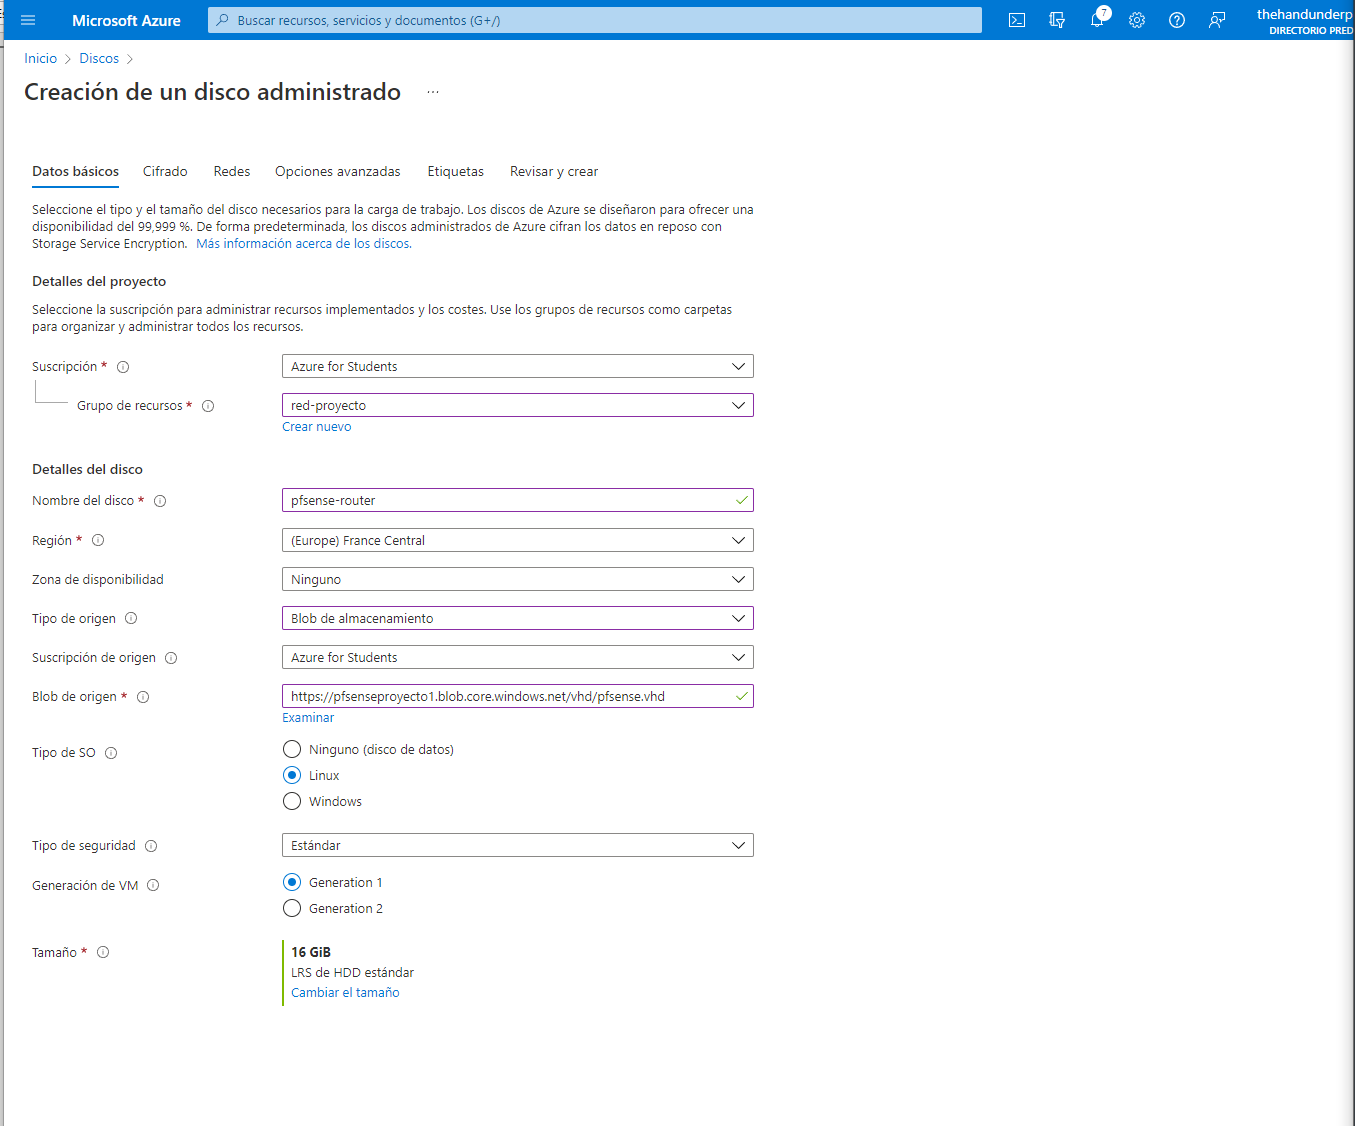 Microsoft Azure
Buscar recursos, servicios y documentos (G+/)
7
thehandunderp
DIRECTORIO PRED
Inicio > Discos >
Creación de un disco administrado ...
Datos básicos Cifrado Redes Opciones avanzadas Etiquetas Revisar y crear
Seleccione el tipo y el tamaño del disco necesarios para la carga de trabajo. Los discos de Azure se diseñaron para ofrecer una
disponibilidad del 99,999 %. De forma predeterminada, los discos administrados de Azure cifran los datos en reposo con
Storage Service Encryption. Más información acerca de los discos.
Detalles del proyecto
Seleccione la suscripción para administrar recursos implementados y los costes. Use los grupos de recursos como carpetas
para organizar y administrar todos los recursos.
Suscripción * Azure for Students
Grupo de recursos * red-proyecto
Crear nuevo
Detalles del disco
Nombre del disco * pfsense-router
Región * (Europe) France Central
Zona de disponibilidad Ninguno
Tipo de origen Blob de almacenamiento
Suscripción de origen Azure for Students
Blob de origen * https://pfsenseproyecto1.blob.core.windows.net/vhd/pfsense.vhd
Examinar
Tipo de SO Ninguno (disco de datos)
Linux
Windows
Tipo de seguridad Estándar
Generación de VM Generation 1
Generation 2
Tamaño * 16 GiB
LRS de HDD estándar
Cambiar el tamaño